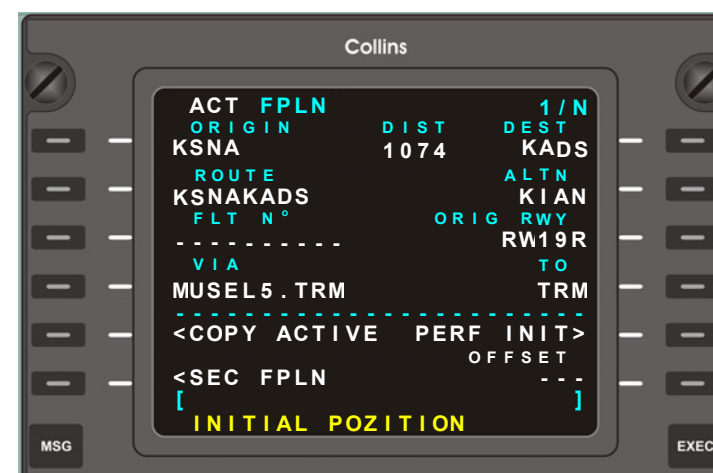 Collins
ACT FPLN 1/N
ORIGIN DIST DEST
KSNA 1074 KADS
ROUTE ALTN
KSNAKADS KIAN
FLT Nº ORIG RWY
---------- RW19R
VIA TO
MUSEL5.TRM TRM
------------------------
<COPY ACTIVE PERF INIT>
OFFSET
<SEC FPLN ---
[ ]
INITIAL POZITION
MSG EXEC